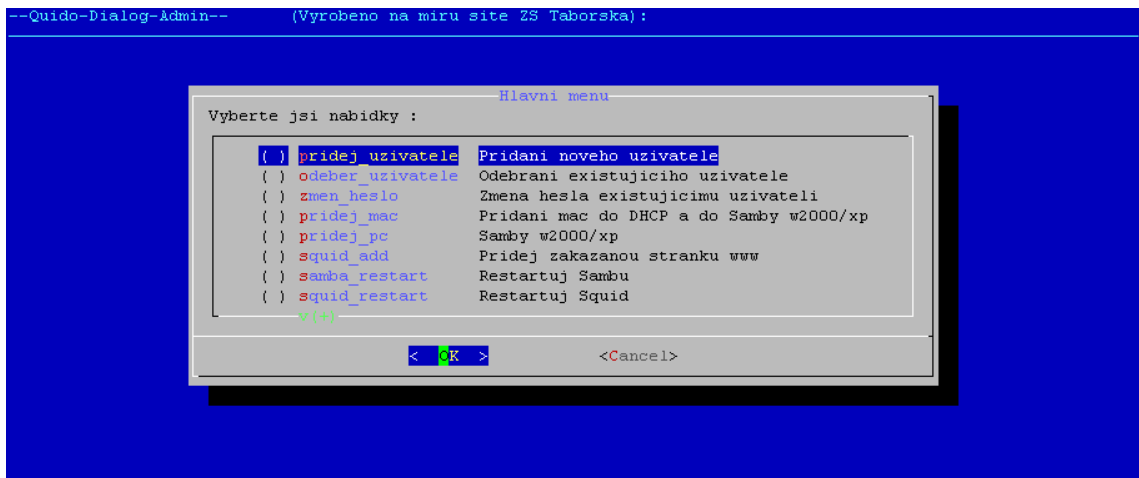 --Quido-Dialog-Admin-- (Vyrobeno na miru site ZS Taborska):
Hlavni menu
Vyberte jsi nabidky :
( ) pridej_uzivatele Pridani noveho uzivatele
( ) odeber_uzivatele Odebrani existujiciho uzivatele
( ) zmen_heslo Zmena hesla existujicimu uzivateli
( ) pridej_mac Pridani mac do DHCP a do Samby w2000/xp
( ) pridej_pc Samby w2000/xp
( ) squid_add Pridej zakazanou stranku www
( ) samba_restart Restartuj Sambu
( ) squid_restart Restartuj Squid
< OK > <Cancel>